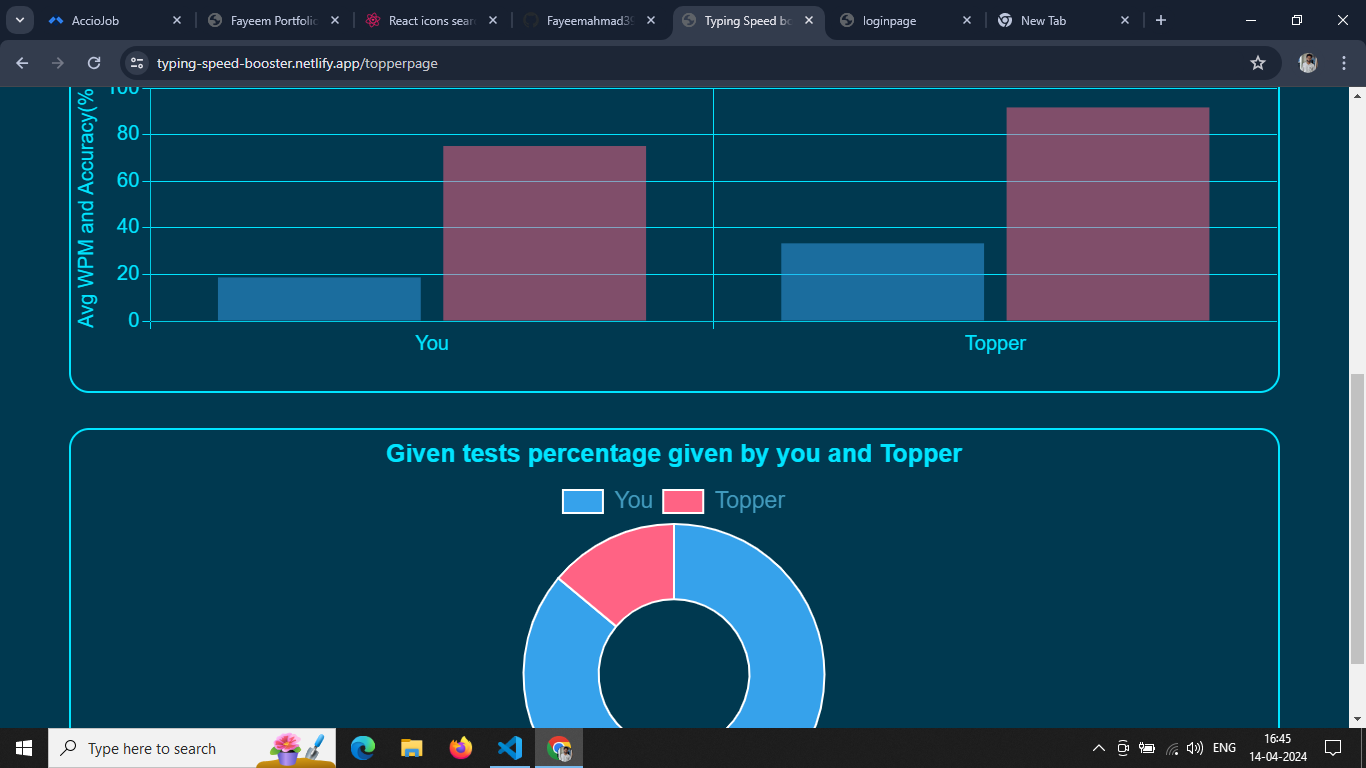 AccioJob
Fayeem Portfolio
React icons sear
Fayeemahmad39
Typing Speed bo
loginpage
New Tab
typing-speed-booster.netlify.app/topperpage
Avg WPM and Accuracy(%
100
80
60
40
20
0
You
Topper
Given tests percentage given by you and Topper
You
Topper
Type here to search
ENG
16:45
14-04-2024